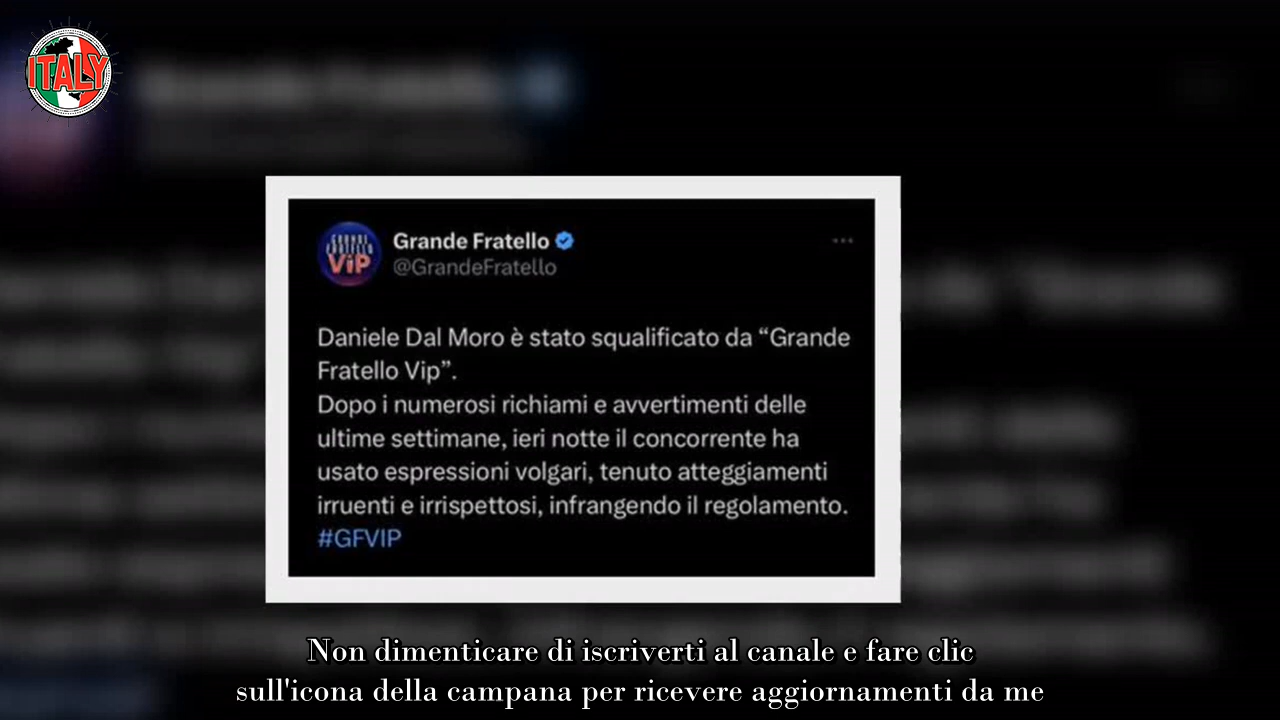 ITALY
GRANDE
FRATELLO
VIP
Grande Fratello
@GrandeFratello
Daniele Dal Moro è stato squalificato da “Grande
Fratello Vip”.
Dopo i numerosi richiami e avvertimenti delle
ultime settimane, ieri notte il concorrente ha
usato espressioni volgari, tenuto atteggiamenti
irruenti e irrispettosi, infrangendo il regolamento.
#GFVIP
Non dimenticare di iscriverti al canale e fare clic
sull'icona della campana per ricevere aggiornamenti da me